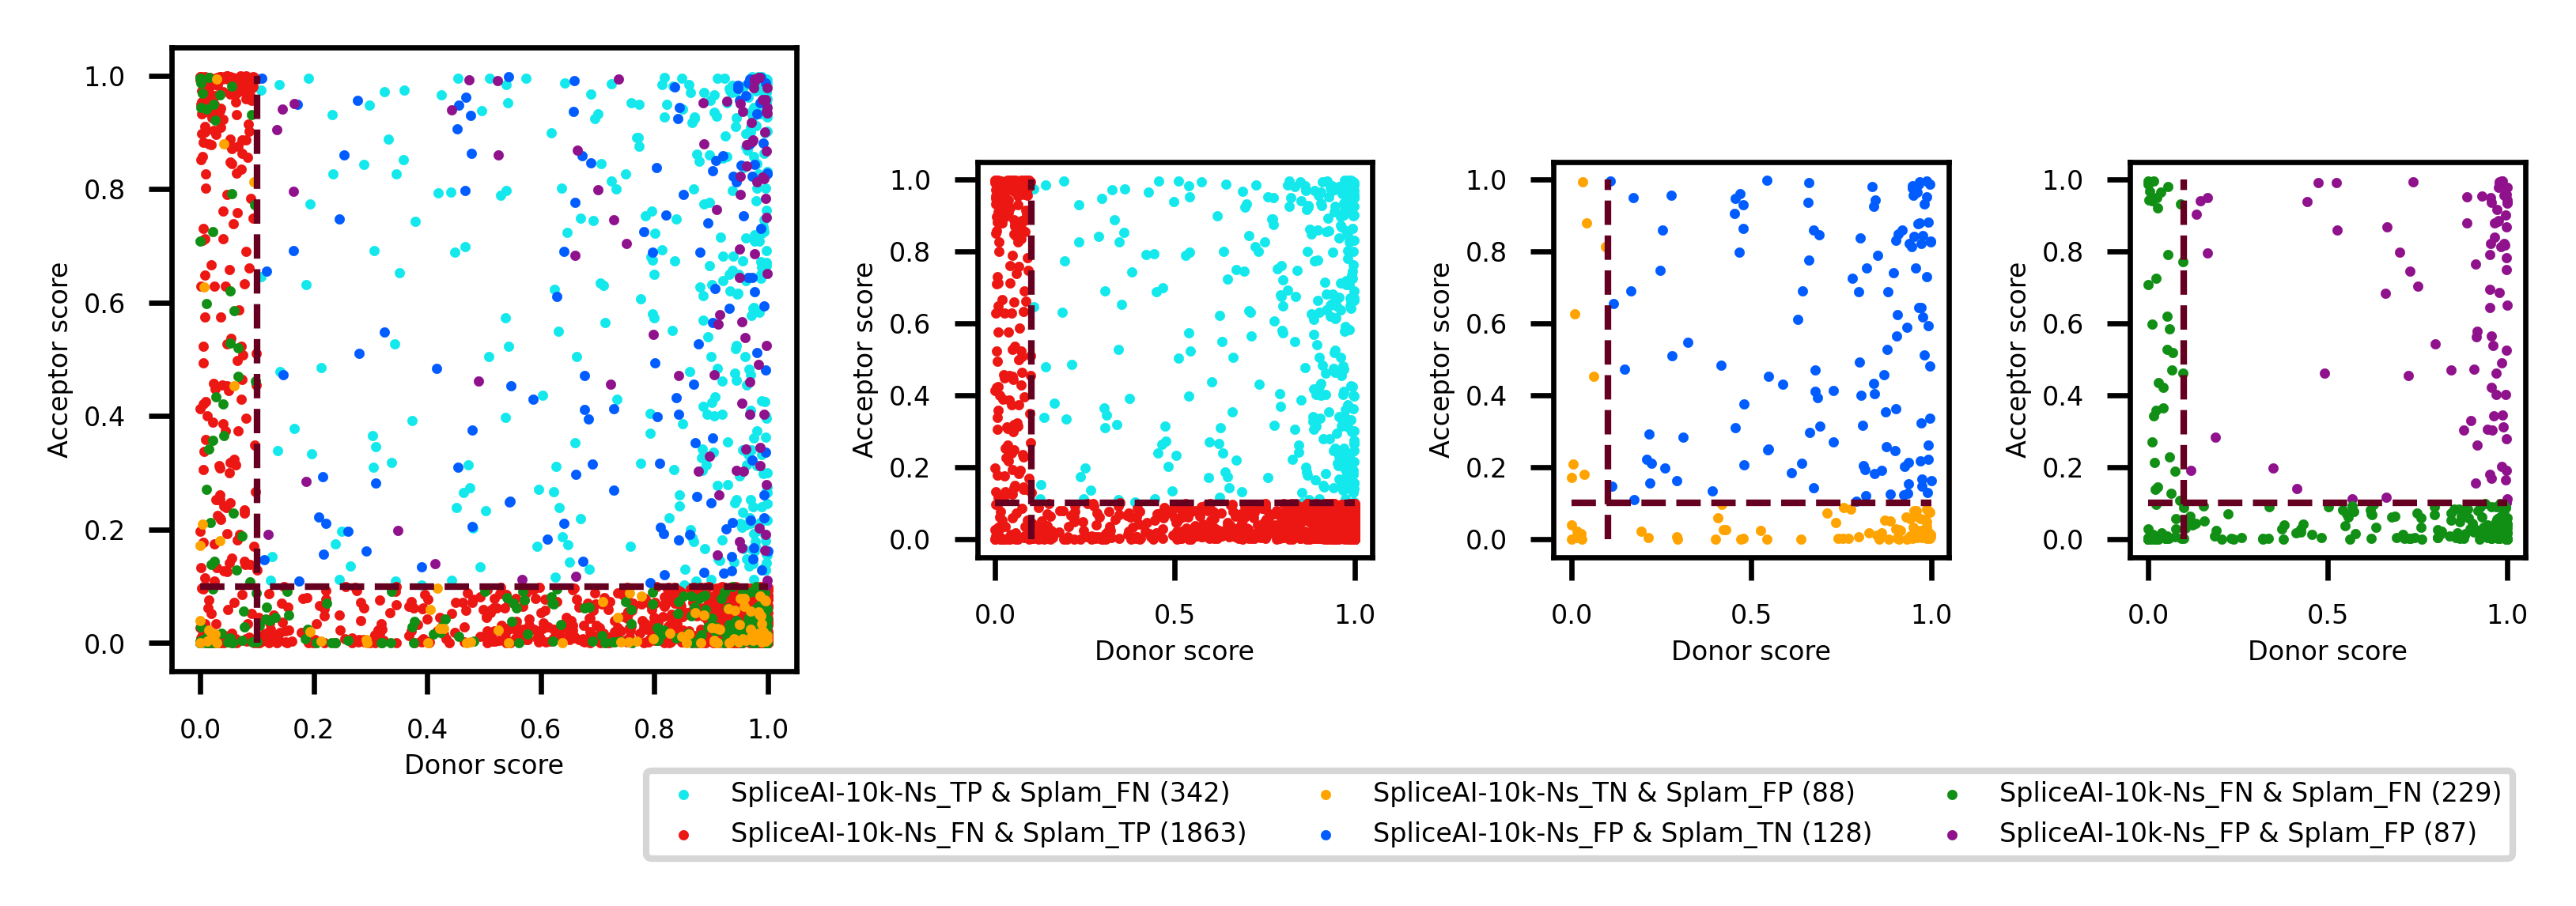 1.0
0.8
0.6
0.4
0.2
0.0
Acceptor score
0.0 0.2 0.4 0.6 0.8 1.0
Donor score
1.0
0.8
0.6
0.4
0.2
0.0
Acceptor score
0.0 0.5 1.0
Donor score
1.0
0.8
0.6
0.4
0.2
0.0
Acceptor score
0.0 0.5 1.0
Donor score
1.0
0.8
0.6
0.4
0.2
0.0
Acceptor score
0.0 0.5 1.0
Donor score
SpliceAI-10k-Ns_TP & Splam_FN (342)
SpliceAI-10k-Ns_FN & Splam_TP (1863)
SpliceAI-10k-Ns_TN & Splam_FP (88)
SpliceAI-10k-Ns_FP & Splam_TN (128)
SpliceAI-10k-Ns_FN & Splam_FN (229)
SpliceAI-10k-Ns_FP & Splam_FP (87)